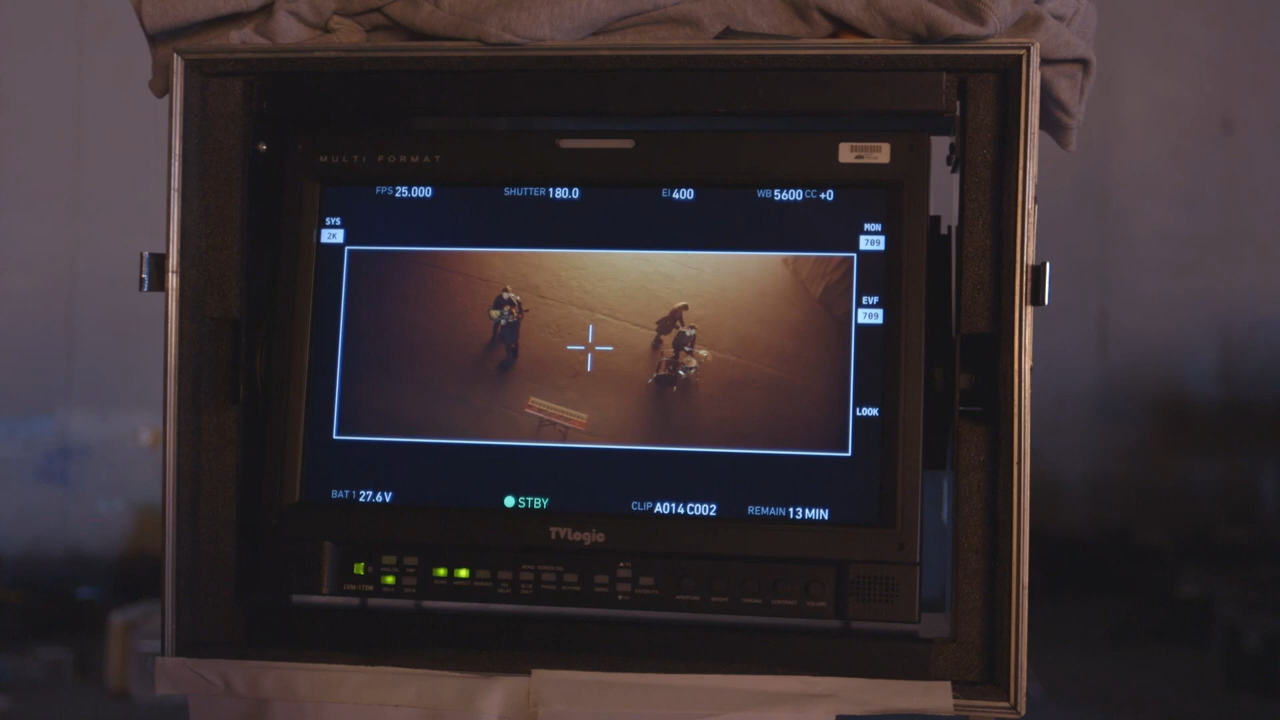 MULTI FORMAT
FPS 25.000 SHUTTER 180.0 EI 400 WB 5600 CC +0
SYS
2K
MON
709
EVF
709
LOOK
BAT 1 27.6 V STBY CLIP A014 C002 REMAIN 13 MIN
TVLogic